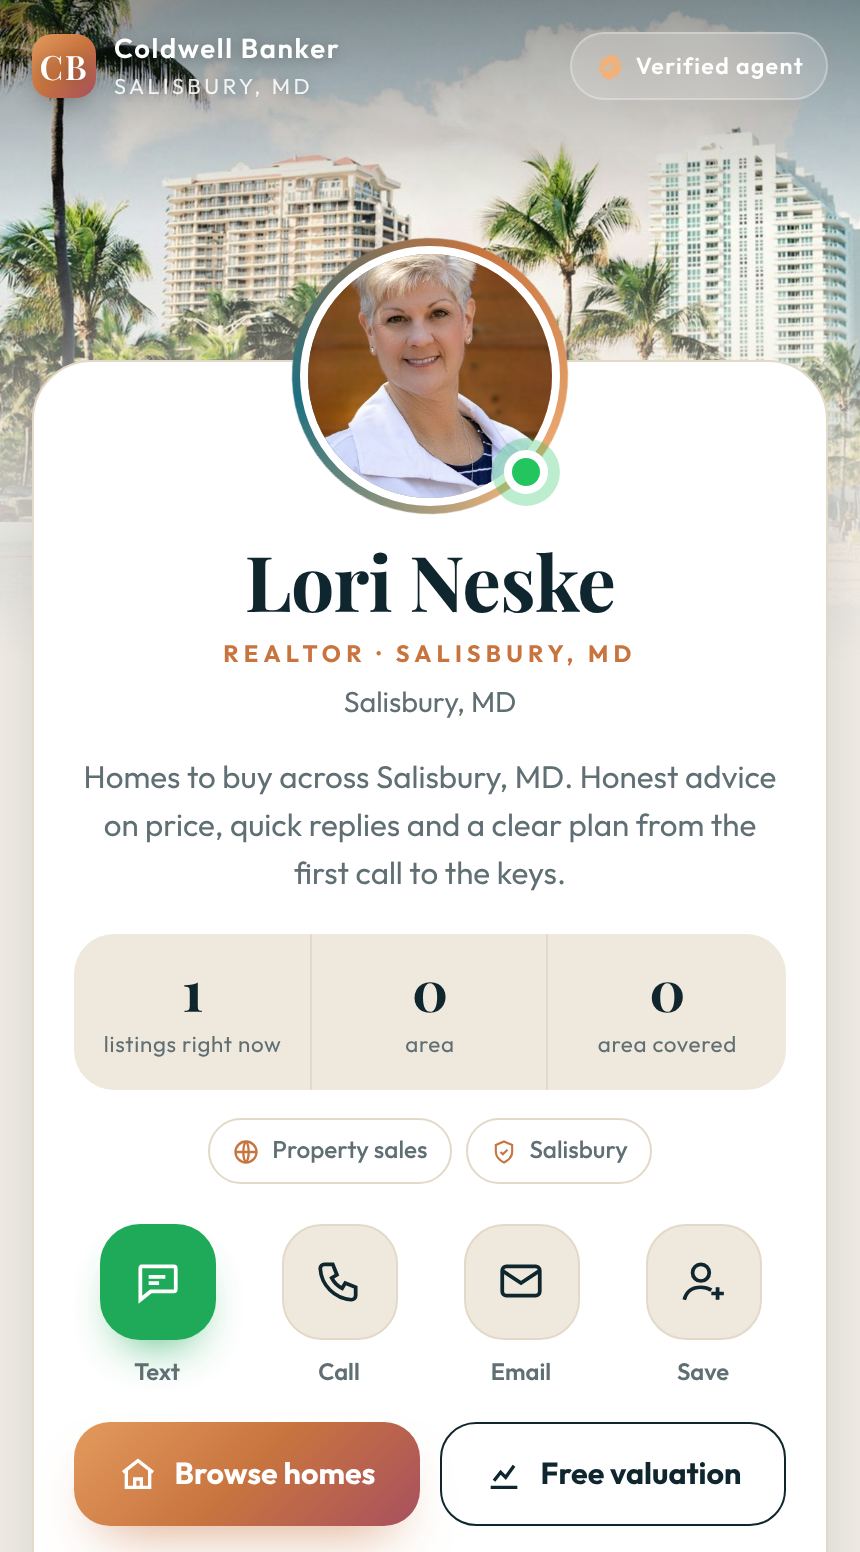 CB
Coldwell Banker
SALISBURY, MD
Verified agent
Lori Neske
REALTOR · SALISBURY, MD
Salisbury, MD
Homes to buy across Salisbury, MD. Honest advice
on price, quick replies and a clear plan from the
first call to the keys.
1
listings right now
0
area
0
area covered
Property sales
Salisbury
Text
Call
Email
Save
Browse homes
Free valuation